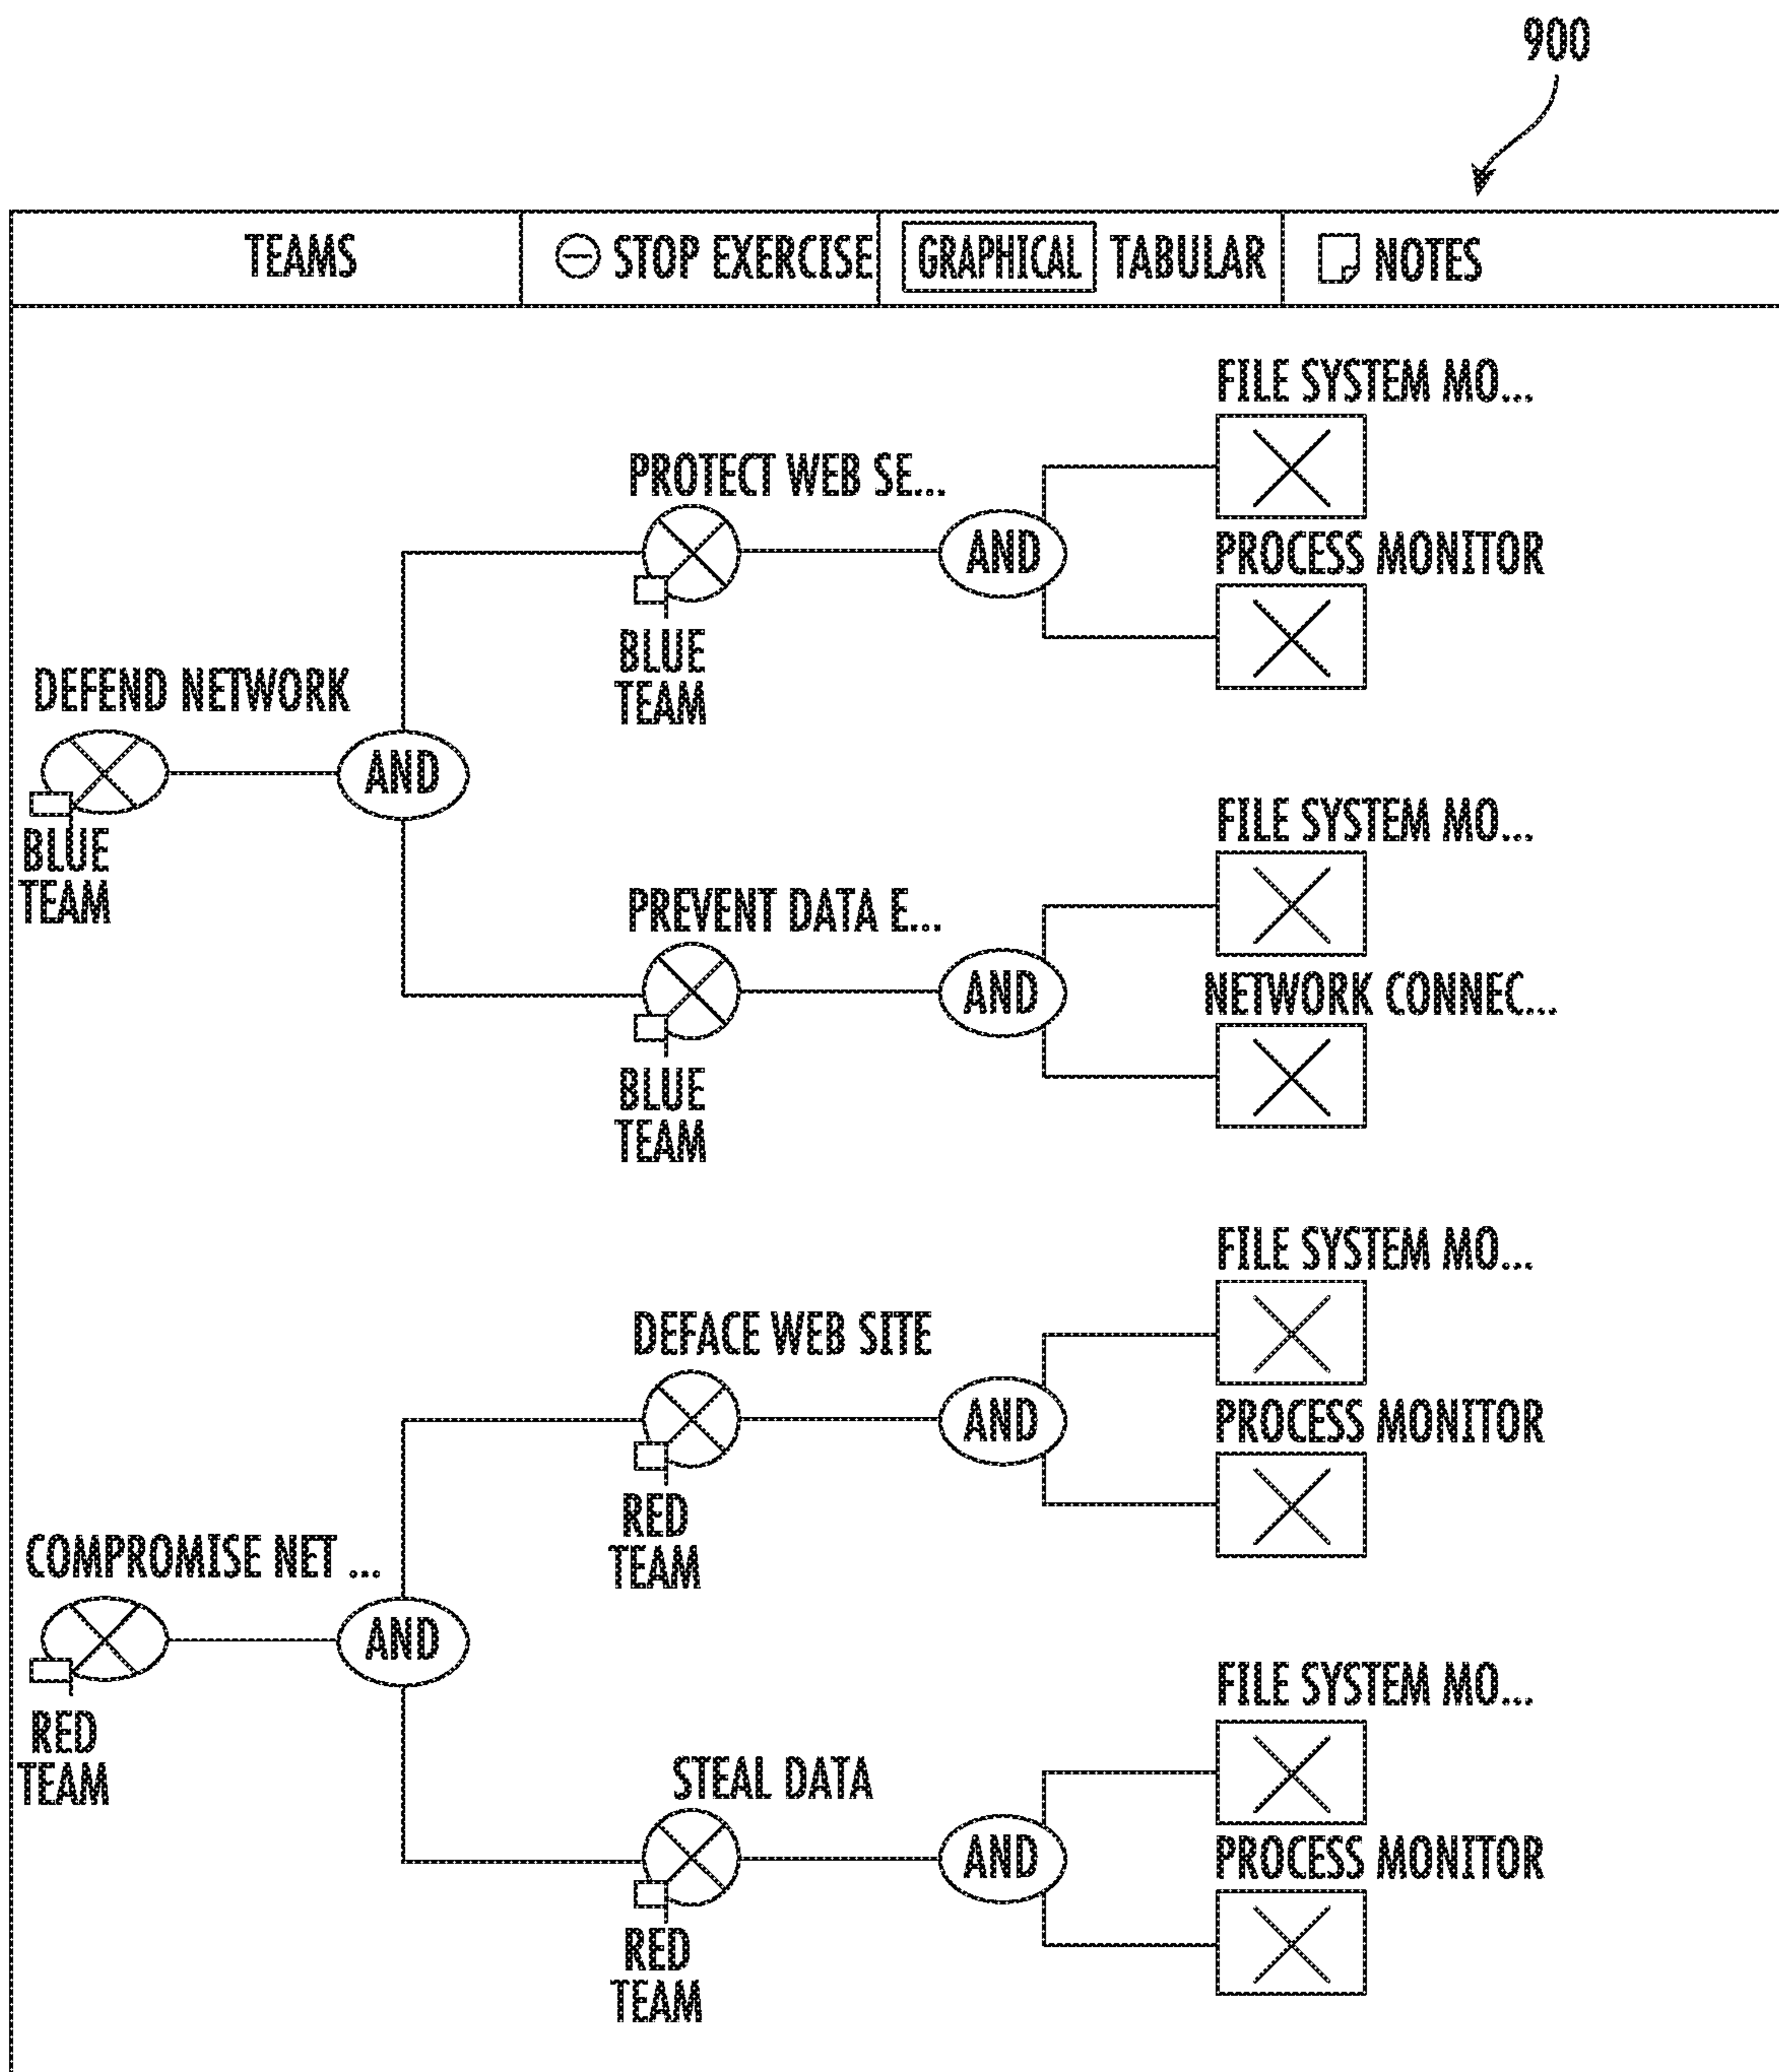 900
TEAMS
STOP EXERCISE
GRAPHICAL
TABULAR
NOTES
FILE SYSTEM MO...
PROTECT WEB SE...
AND
PROCESS MONITOR
BLUE
TEAM
DEFEND NETWORK
AND
BLUE
TEAM
FILE SYSTEM MO...
PREVENT DATA E...
AND
NETWORK CONNEC...
BLUE
TEAM
FILE SYSTEM MO...
DEFACE WEB SITE
AND
PROCESS MONITOR
RED
TEAM
COMPROMISE NET ...
AND
RED
TEAM
FILE SYSTEM MO...
STEAL DATA
AND
PROCESS MONITOR
RED
TEAM